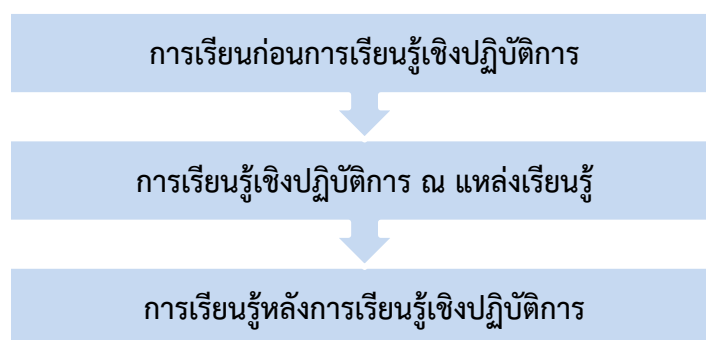 การเรียนก่อนการเรียนรู้เชิงปฏิบัติการ
การเรียนรู้เชิงปฏิบัติการ ณ แหล่งเรียนรู้
การเรียนรู้หลังการเรียนรู้เชิงปฏิบัติการ